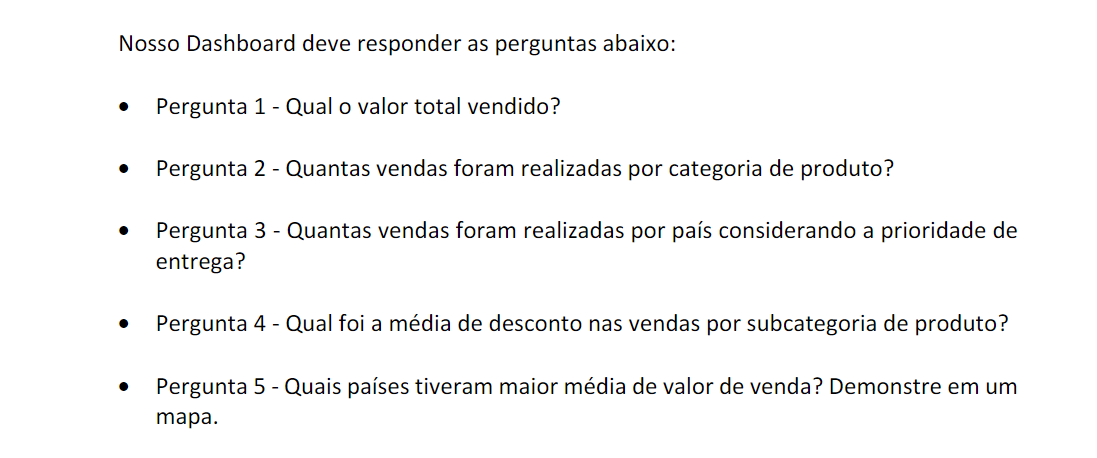 Nosso Dashboard deve responder as perguntas abaixo:
• Pergunta 1 - Qual o valor total vendido?
• Pergunta 2 - Quantas vendas foram realizadas por categoria de produto?
• Pergunta 3 - Quantas vendas foram realizadas por país considerando a prioridade de
entrega?
• Pergunta 4 - Qual foi a média de desconto nas vendas por subcategoria de produto?
• Pergunta 5 - Quais países tiveram maior média de valor de venda? Demonstre em um
mapa.